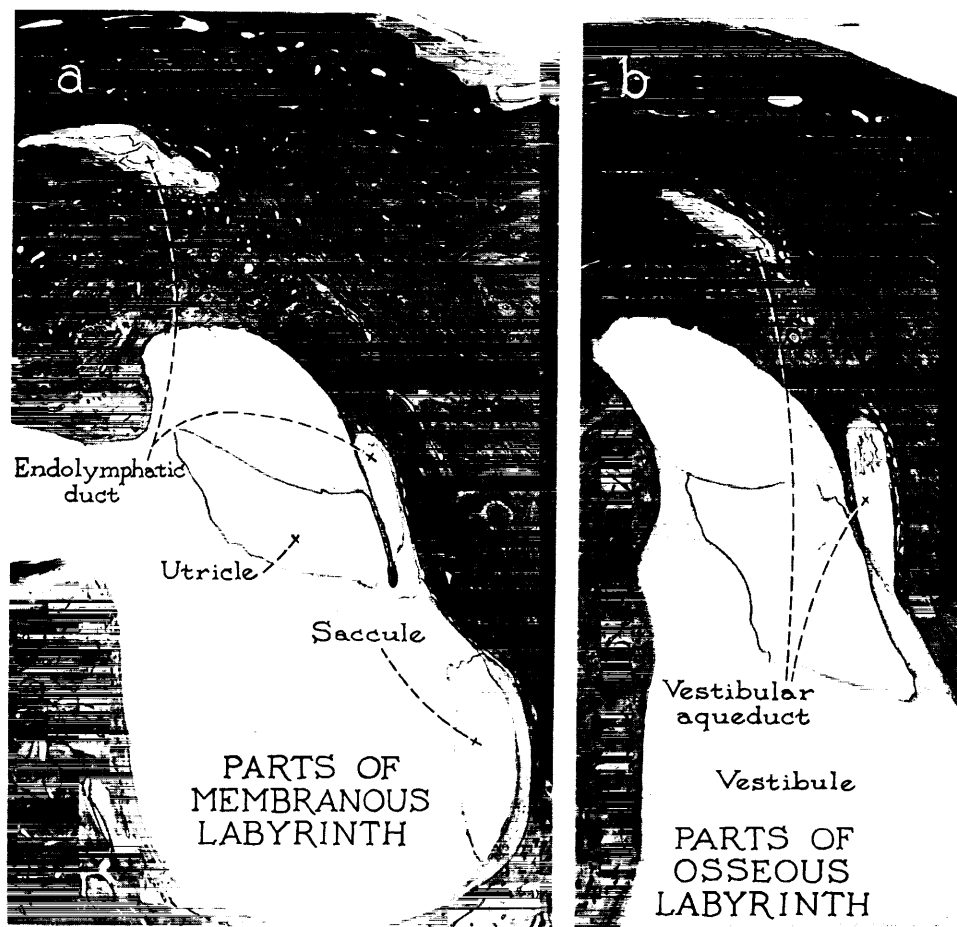 a
Endolymphatic
duct
Utricle
Saccule
PARTS OF
MEMBRANOUS
LABYRINTH
b
Vestibular
aqueduct
Vestibule
PARTS OF
OSSEOUS
LABYRINTH